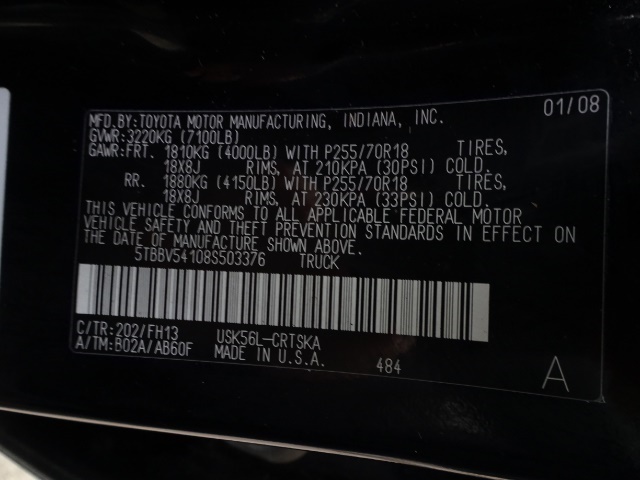 MFD.BY: TOYOTA MOTOR MANUFACTURING, INDIANA, INC. 01/08
GVWR: 3220KG (7100LB)
GAWR: FRT. 1810KG (4000LB) WITH P255/70R18 TIRES,
18X8J RIMS, AT 210KPA (30PSI) COLD.
RR. 1880KG (4150LB) WITH P255/70R18 TIRES,
18X8J RIMS, AT 230KPA (33PSI) COLD.
THIS VEHICLE CONFORMS TO ALL APPLICABLE FEDERAL MOTOR
VEHICLE SAFETY AND THEFT PREVENTION STANDARDS IN EFFECT ON
THE DATE OF MANUFACTURE SHOWN ABOVE.
5TBBV54108S503376 TRUCK
C/TR: 202/FH13 USK56L-CRTSKA
A/TM: B02A/AB60F MADE IN U.S.A. 484
A